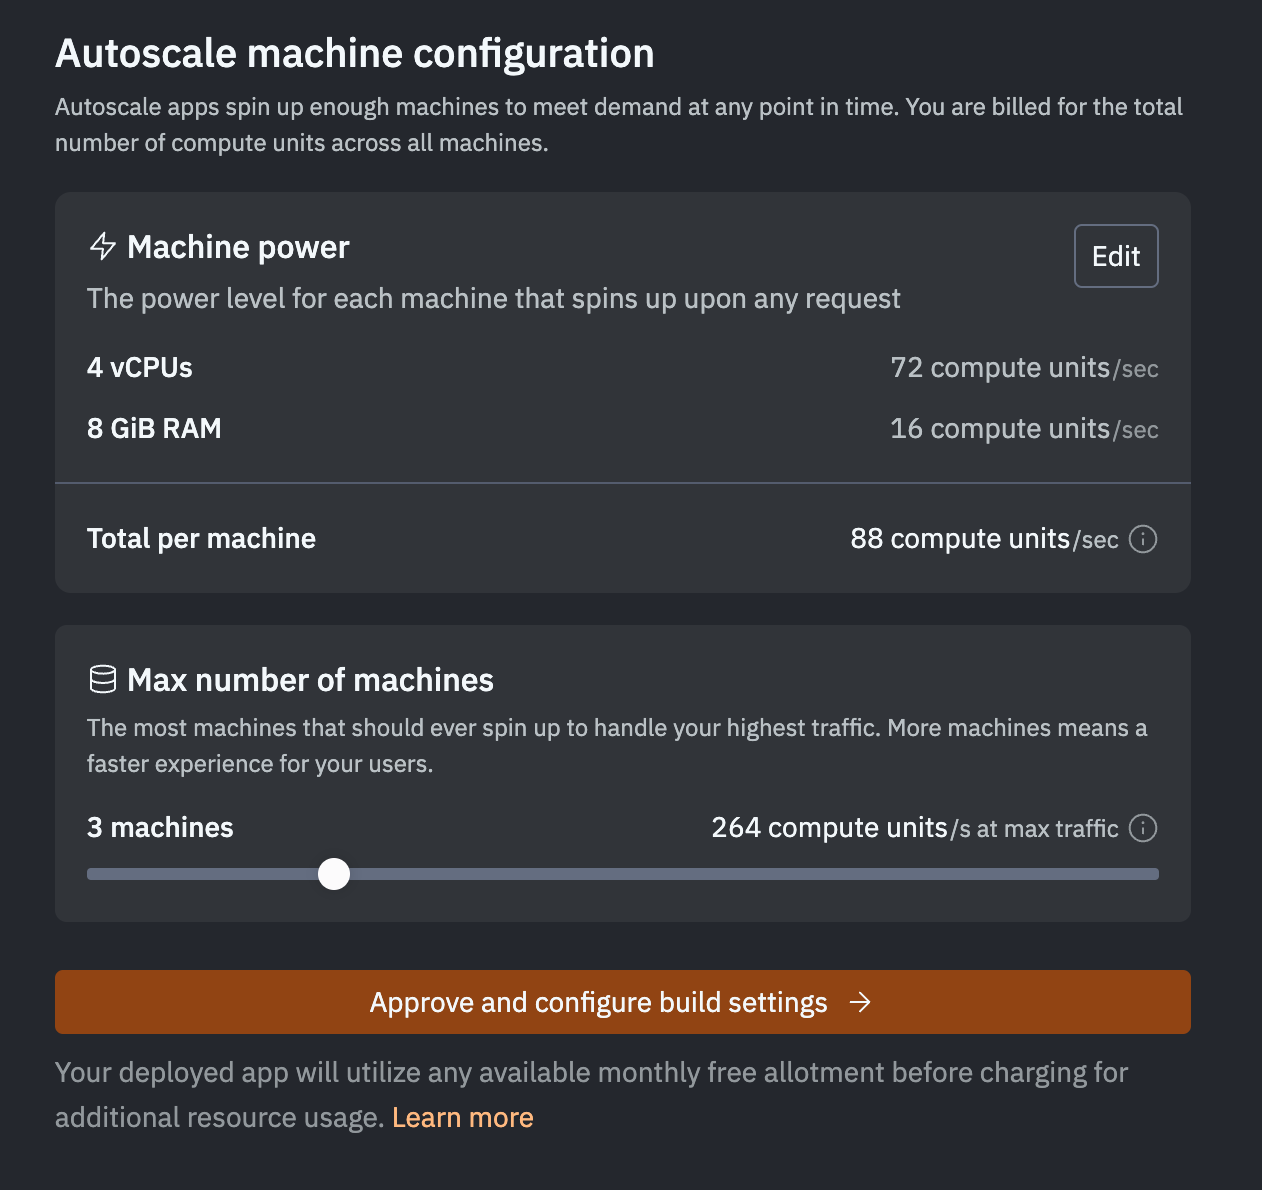 Autoscale machine configuration
Autoscale apps spin up enough machines to meet demand at any point in time. You are billed for the total
number of compute units across all machines.
Machine power
Edit
The power level for each machine that spins up upon any request
4 vCPUs 72 compute units/sec
8 GiB RAM 16 compute units/sec
Total per machine 88 compute units/sec
Max number of machines
The most machines that should ever spin up to handle your highest traffic. More machines means a
faster experience for your users.
3 machines 264 compute units/s at max traffic
Approve and configure build settings →
Your deployed app will utilize any available monthly free allotment before charging for
additional resource usage. Learn more